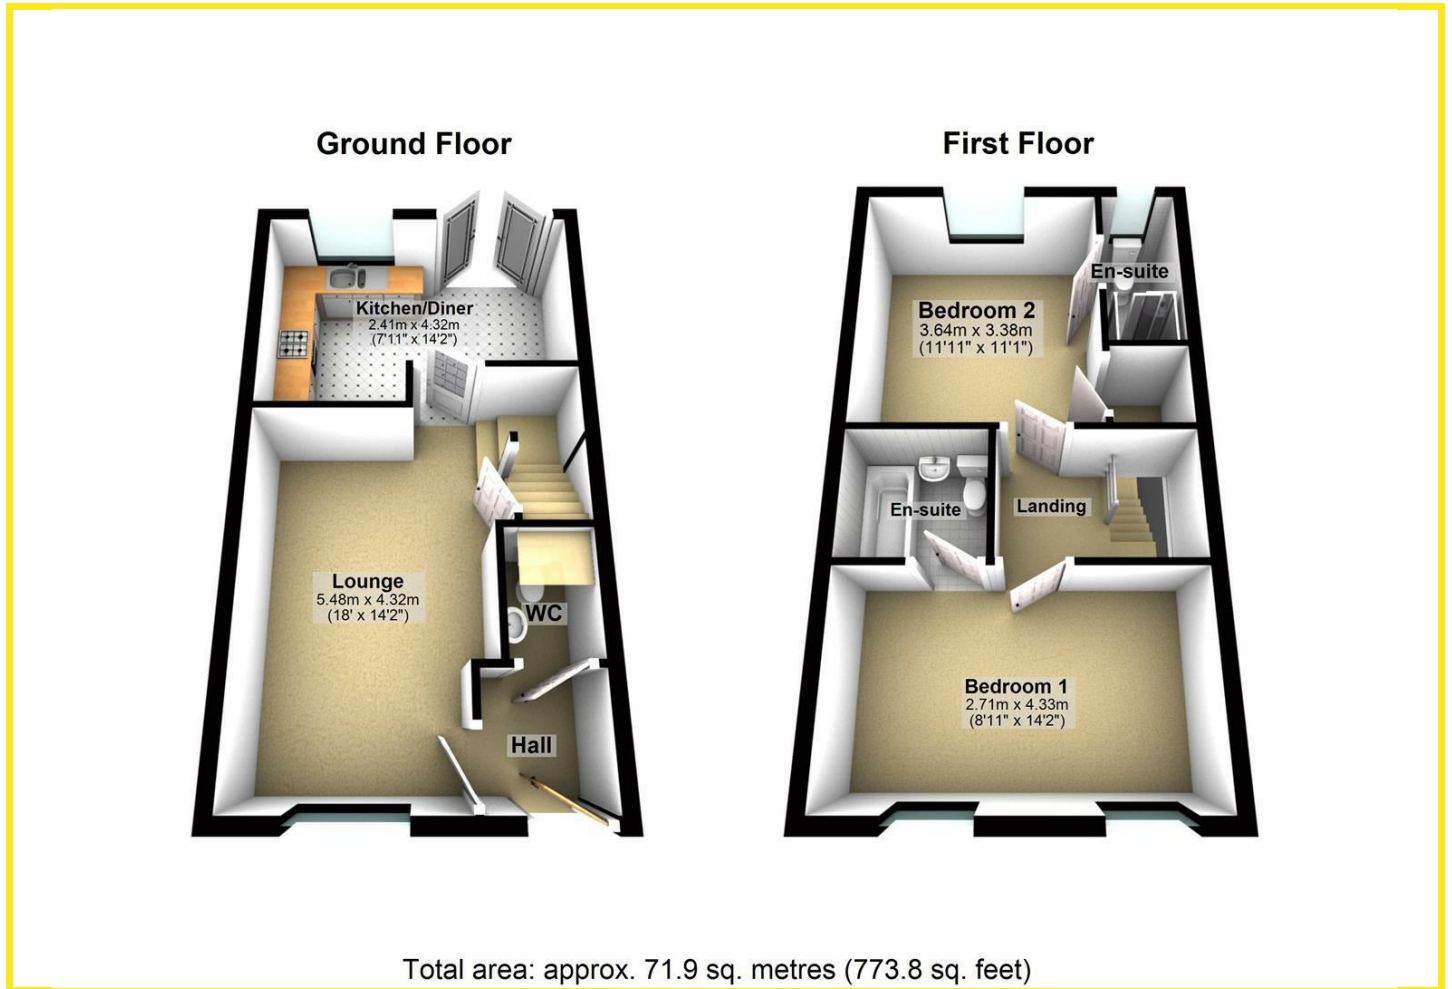 Ground Floor
Kitchen/Diner
2.41m x 4.32m
(7'11" x 14'2")
Lounge
5.48m x 4.32m
(18' x 14'2")
WC
Hall
First Floor
En-suite
Bedroom 2
3.64m x 3.38m
(11'11" x 11'1")
En-suite
Landing
Bedroom 1
2.71m x 4.33m
(8'11" x 14'2")
Total area: approx. 71.9 sq. metres (773.8 sq. feet)